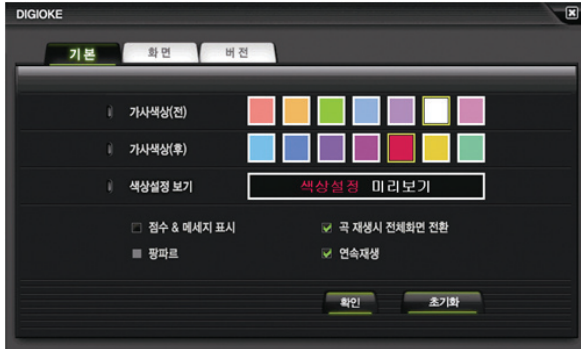 DIGIOKE
기본 화면 버전
가사색상(전)
가사색상(후)
색상설정 보기 색상설정 미리보기
점수 & 메세지 표시 곡 재생시 전체화면 전환
팡파르 연속재생
확인 초기화